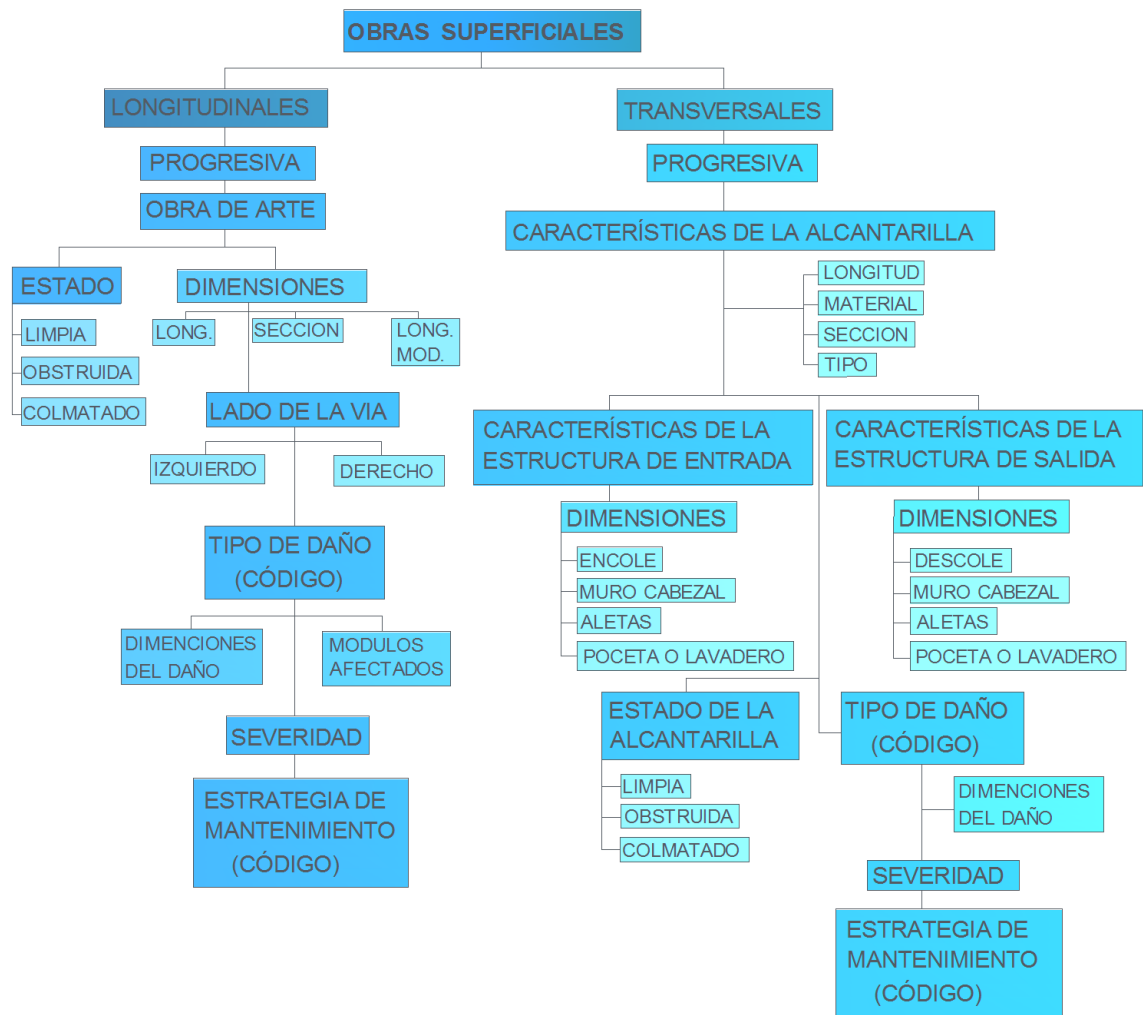 OBRAS SUPERFICIALES
LONGITUDINALES
PROGRESIVA
OBRA DE ARTE
ESTADO
LIMPIA
OBSTRUIDA
COLMATADO
DIMENSIONES
LONG.
SECCION
LONG.
MOD.
LADO DE LA VIA
IZQUIERDO
DERECHO
TIPO DE DAÑO
(CÓDIGO)
DIMENCIONES
DEL DAÑO
MODULOS
AFECTADOS
SEVERIDAD
ESTRATEGIA DE
MANTENIMIENTO
(CÓDIGO)
TRANSVERSALES
PROGRESIVA
CARACTERÍSTICAS DE LA ALCANTARILLA
LONGITUD
MATERIAL
SECCION
TIPO
CARACTERÍSTICAS DE LA
ESTRUCTURA DE ENTRADA
DIMENSIONES
ENCOLE
MURO CABEZAL
ALETAS
POCETA O LAVADERO
CARACTERÍSTICAS DE LA
ESTRUCTURA DE SALIDA
DIMENSIONES
DESCOLE
MURO CABEZAL
ALETAS
POCETA O LAVADERO
ESTADO DE LA
ALCANTARILLA
LIMPIA
OBSTRUIDA
COLMATADO
TIPO DE DAÑO
(CÓDIGO)
DIMENCIONES
DEL DAÑO
SEVERIDAD
ESTRATEGIA DE
MANTENIMIENTO
(CÓDIGO)